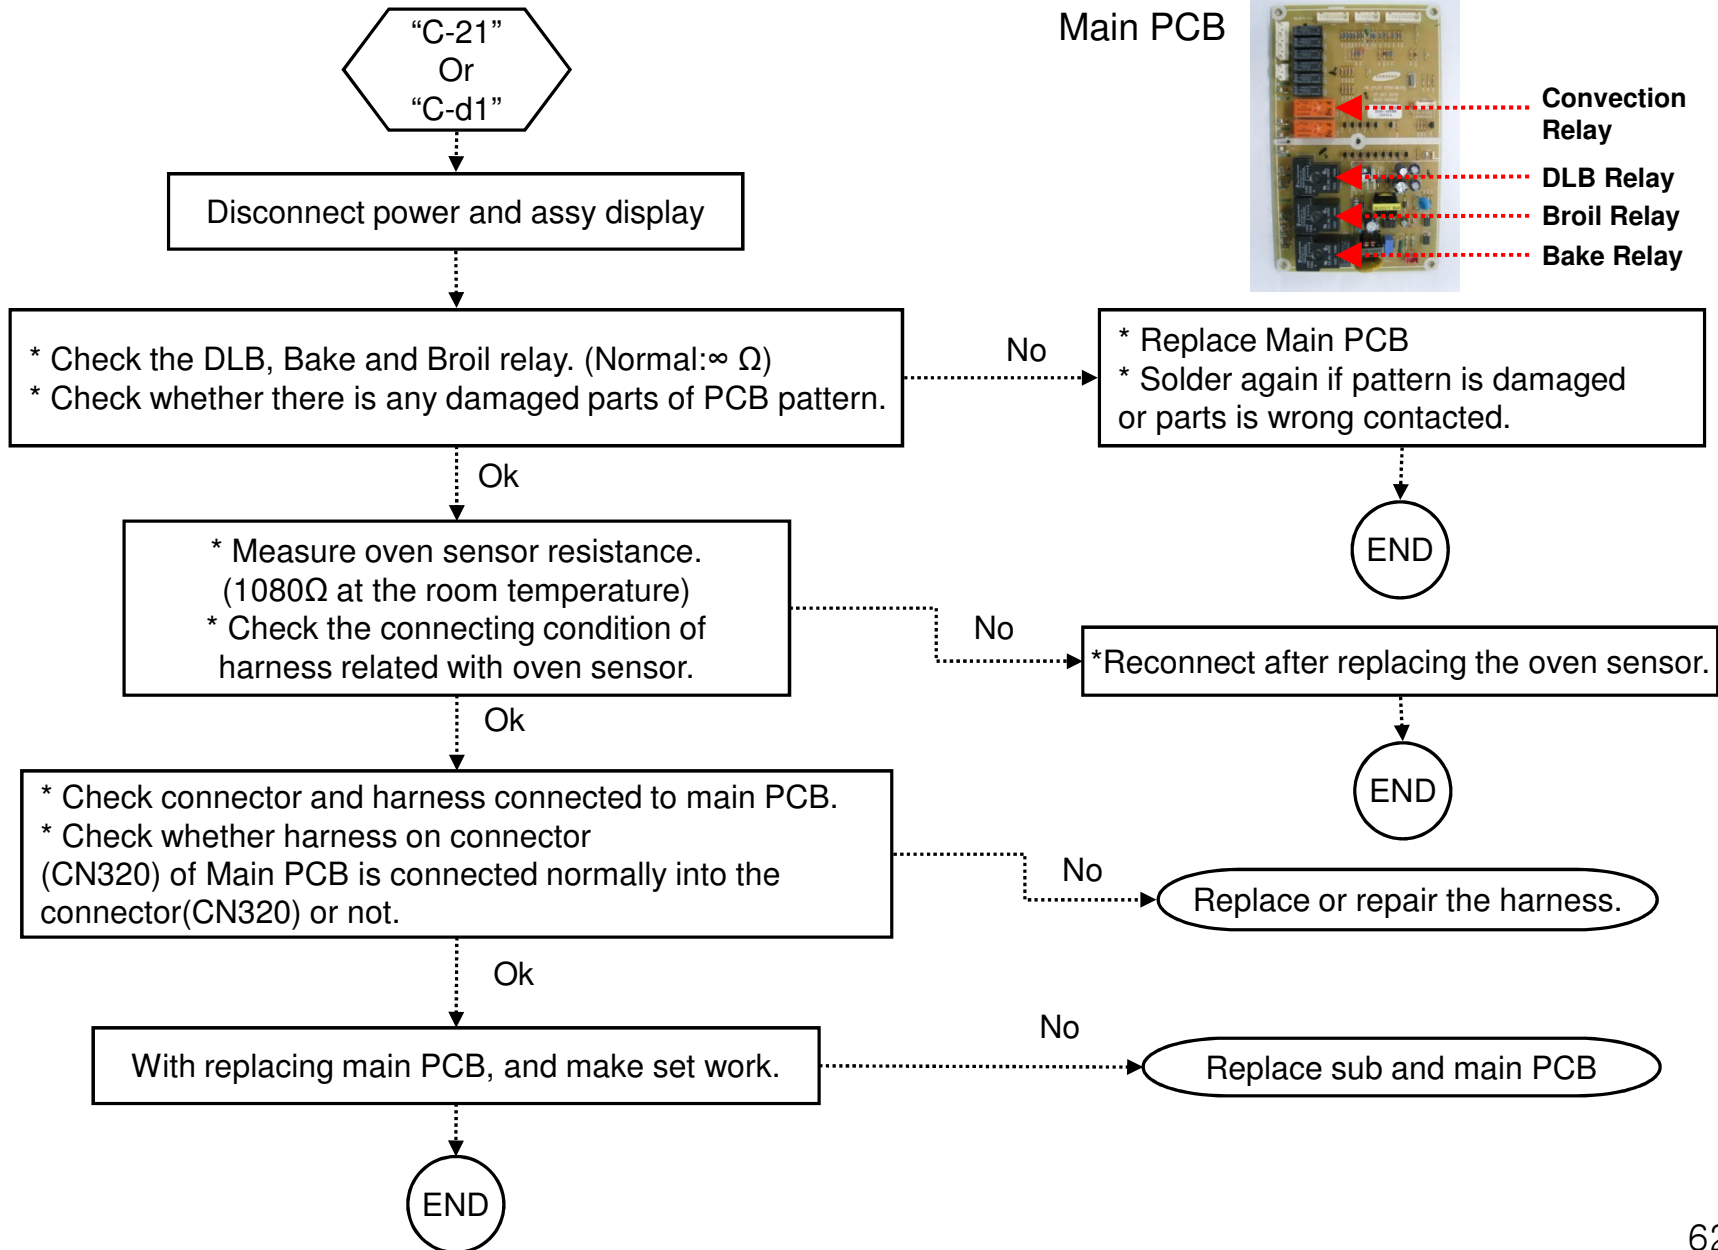 “C-21”
Or
“C-d1”
Main PCB
SAMSUNG
Convection
Relay
DLB Relay
Broil Relay
Bake Relay
Disconnect power and assy display
* Check the DLB, Bake and Broil relay. (Normal:∞ Ω)
* Check whether there is any damaged parts of PCB pattern.
No
* Replace Main PCB
* Solder again if pattern is damaged
or parts is wrong contacted.
Ok
END
* Measure oven sensor resistance.
(1080Ω at the room temperature)
* Check the connecting condition of
harness related with oven sensor.
No
*Reconnect after replacing the oven sensor.
Ok
END
* Check connector and harness connected to main PCB.
* Check whether harness on connector
(CN320) of Main PCB is connected normally into the
connector(CN320) or not.
No
Replace or repair the harness.
Ok
With replacing main PCB, and make set work.
No
Replace sub and main PCB
END
62